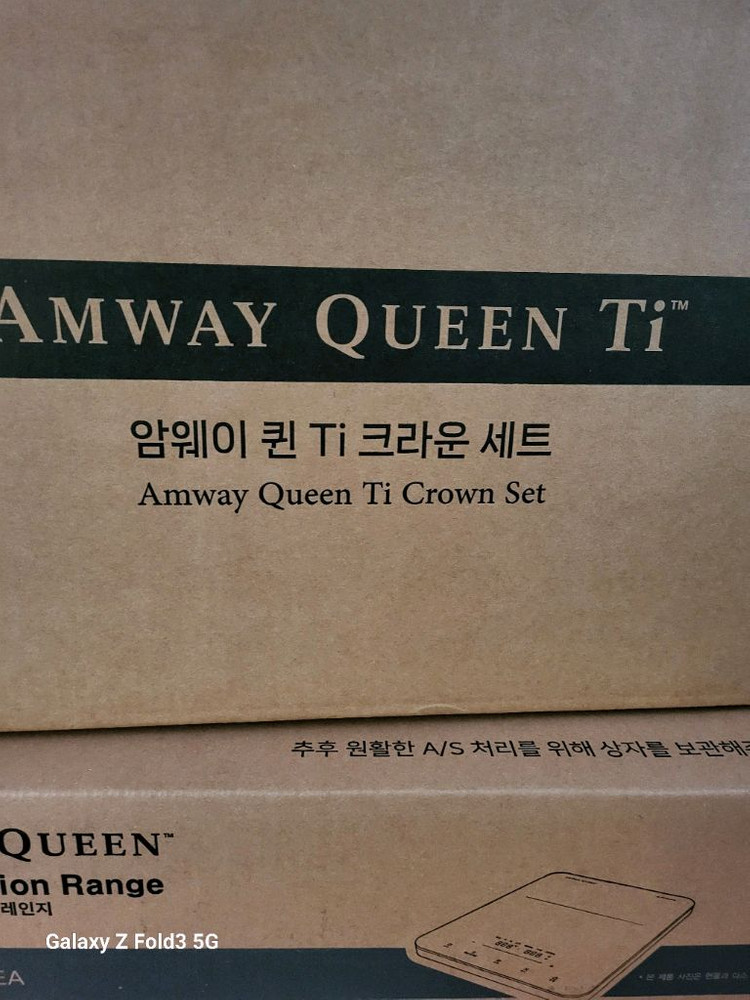 AMWAY QUEEN Ti™
암웨이 퀸 Ti 크라운 세트
Amway Queen Ti Crown Set
추후 원활한 A/S 처리를 위해 상자를 보관해
QUEEN™
ion Range
레인지
Galaxy Z Fold3 5G
EA